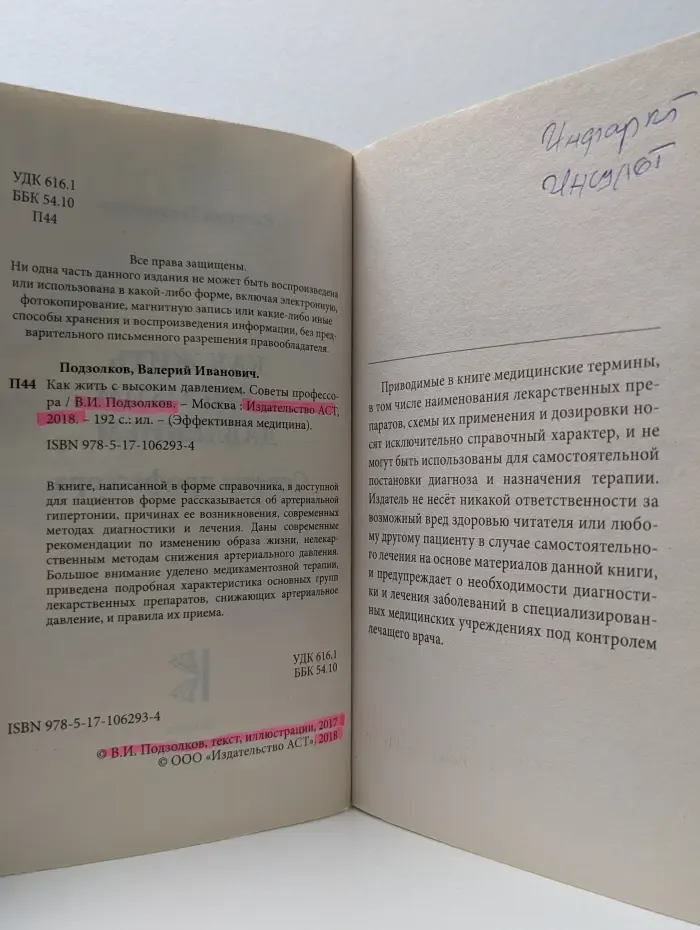 УДК 616.1
ББК 54.10
П44
Все права защищены.
Ни одна часть данного издания не может быть воспроизведена
или использована в какой-либо форме, включая электронную,
фотокопирование, магнитную запись или какие-либо иные
способы хранения и воспроизведения информации, без пред-
варительного письменного разрешения правообладателя.
Подзолков, Валерий Иванович.
П44 Как жить с высоким давлением. Советы профессо-
ра / В.И. Подзолков. – Москва : Издательство АСТ,
2018. – 192 с.: ил. – (Эффективная медицина).
ISBN 978-5-17-106293-4
В книге, написанной в форме справочника, в доступной
для пациентов форме рассказывается об артериальной
гипертонии, причинах ее возникновения, современных
методах диагностики и лечения. Даны современные
рекомендации по изменению образа жизни, нелекар-
ственным методам снижения артериального давления.
Большое внимание уделено медикаментозной терапии,
приведена подробная характеристика основных групп
лекарственных препаратов, снижающих артериальное
давление, и правила их приема.
УДК 616.1
ББК 54.10
ISBN 978-5-17-106293-4
© В.И. Подзолков, текст, иллюстрации, 2017
© ООО «Издательство АСТ», 2018
Инфаркт
Инсульт
Приводимые в книге медицинские термины,
в том числе наименования лекарственных пре-
паратов, схемы их применения и дозировки но-
сят исключительно справочный характер, и не
могут быть использованы для самостоятельной
постановки диагноза и назначения терапии.
Издатель не несёт никакой ответственности за
возможный вред здоровью читателя или любо-
му другому пациенту в случае самостоятельно-
го лечения на основе материалов данной книги,
и предупреждает о необходимости диагности-
ки и лечения заболеваний в специализирован-
ных медицинских учреждениях под контролем
лечащего врача.